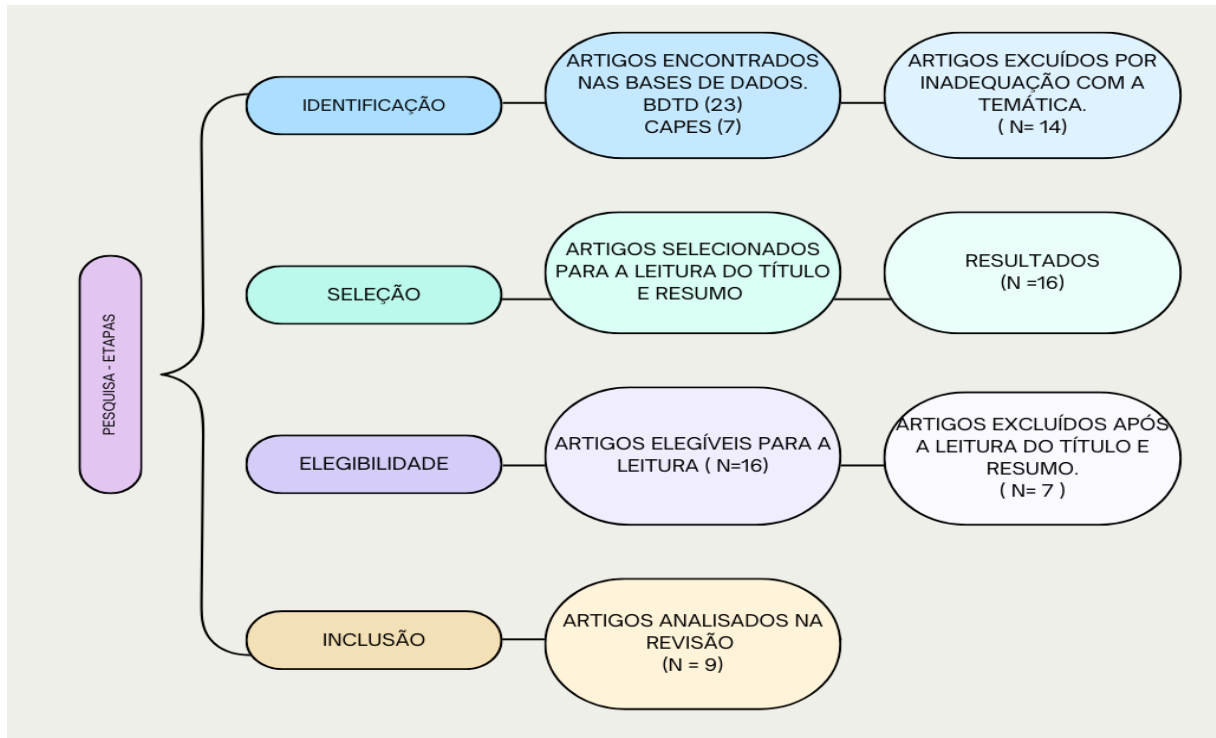 PESQUISA - ETAPAS
IDENTIFICAÇÃO
ARTIGOS ENCONTRADOS
NAS BASES DE DADOS.
BDTD (23)
CAPES (7)
ARTIGOS EXCUÍDOS POR
INADEQUAÇÃO COM A
TEMÁTICA.
( N= 14)
SELEÇÃO
ARTIGOS SELECIONADOS
PARA A LEITURA DO TÍTULO
E RESUMO
RESULTADOS
(N =16)
ELEGIBILIDADE
ARTIGOS ELEGÍVEIS PARA A
LEITURA ( N=16)
ARTIGOS EXCLUÍDOS APÓS
A LEITURA DO TÍTULO E
RESUMO.
( N= 7 )
INCLUSÃO
ARTIGOS ANALISADOS NA
REVISÃO
(N = 9)